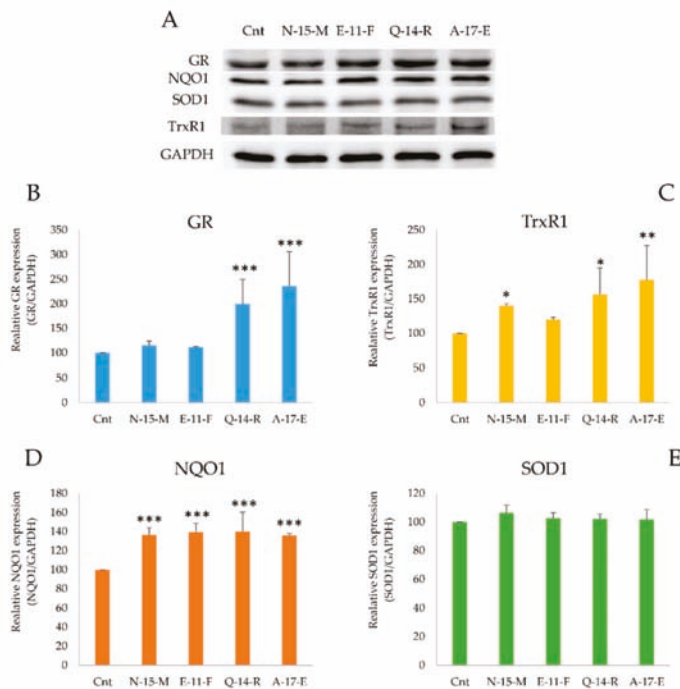 A
Cnt N-15-M E-11-F Q-14-R A-17-E
GR
NQO1
SOD1
TrxR1
GAPDH
B
GR
Realative GR expression
(GR/GAPDH)
350
300
250
200
150
100
50
0
*** ***
Cnt N-15-M E-11-F Q-14-R A-17-E
C
TrxR1
Realative TrxR1 expression
(TrxR1/GAPDH)
250
200
150
100
50
0
* * **
Cnt N-15-M E-11-F Q-14-R A-17-E
D
NQO1
Realative NQO1 expression
(NQO1/GAPDH)
180
160
140
120
100
80
60
40
20
0
*** *** *** ***
Cnt N-15-M E-11-F Q-14-R A-17-E
E
SOD1
Realative SOD1 expression
(SOD1/GAPDH)
120
100
80
60
40
20
0
Cnt N-15-M E-11-F Q-14-R A-17-E